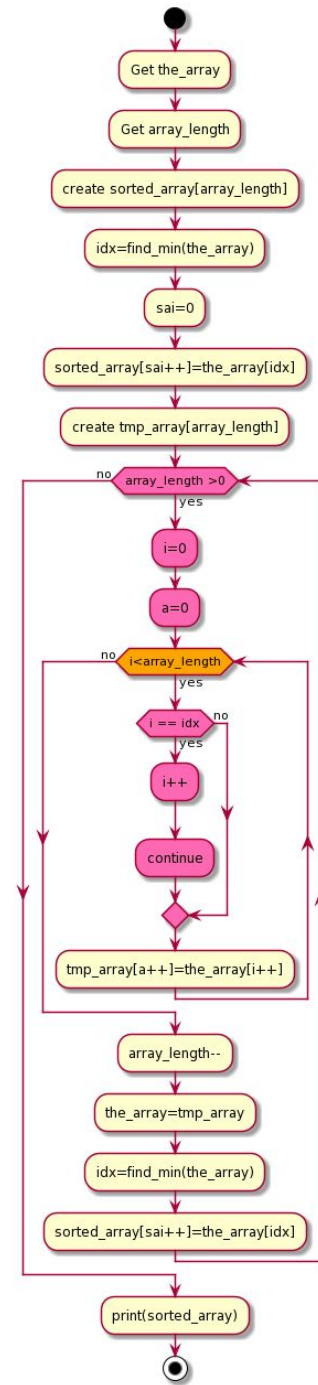 Get the_array
Get array_length
create sorted_array[array_length]
idx=find_min(the_array)
sai=0
sorted_array[sai++]=the_array[idx]
create tmp_array[array_length]
no
array_length >0
yes
i=0
a=0
no
i<array_length
yes
i == idx
no
yes
i++
continue
tmp_array[a++]=the_array[i++]
array_length--
the_array=tmp_array
idx=find_min(the_array)
sorted_array[sai++]=the_array[idx]
print(sorted_array)